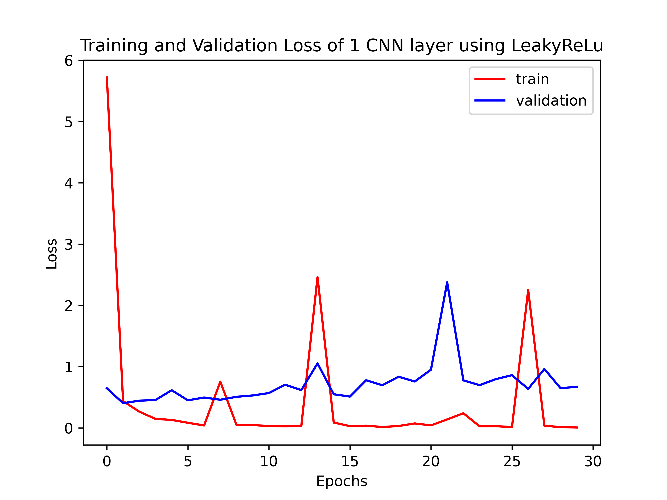 Training and Validation Loss of 1 CNN layer using LeakyReLu
train
validation
6
5
4
3
2
1
0
Loss
0 5 10 15 20 25 30
Epochs